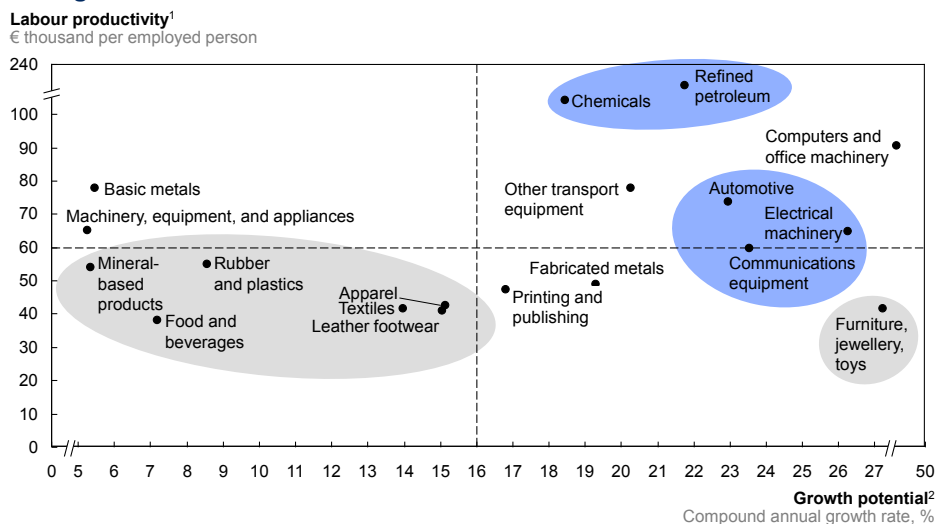 Labour productivity1
€ thousand per employed person
240
100
90
80
70
60
50
40
30
20
10
0
Refined
petroleum
Chemicals
Computers and
office machinery
Basic metals
Other transport
equipment
Automotive
Machinery, equipment, and appliances
Electrical
machinery
Mineral-
based
products
Rubber
and plastics
Fabricated metals
Communications
equipment
Apparel
Textiles
Leather footwear
Printing and
publishing
Food and
beverages
Furniture,
jewellery,
toys
0 5 6 7 8 9 10 11 12 13 14 15 16 17 18 19 20 21 22 23 24 25 26 27 50
Growth potential2
Compound annual growth rate, %